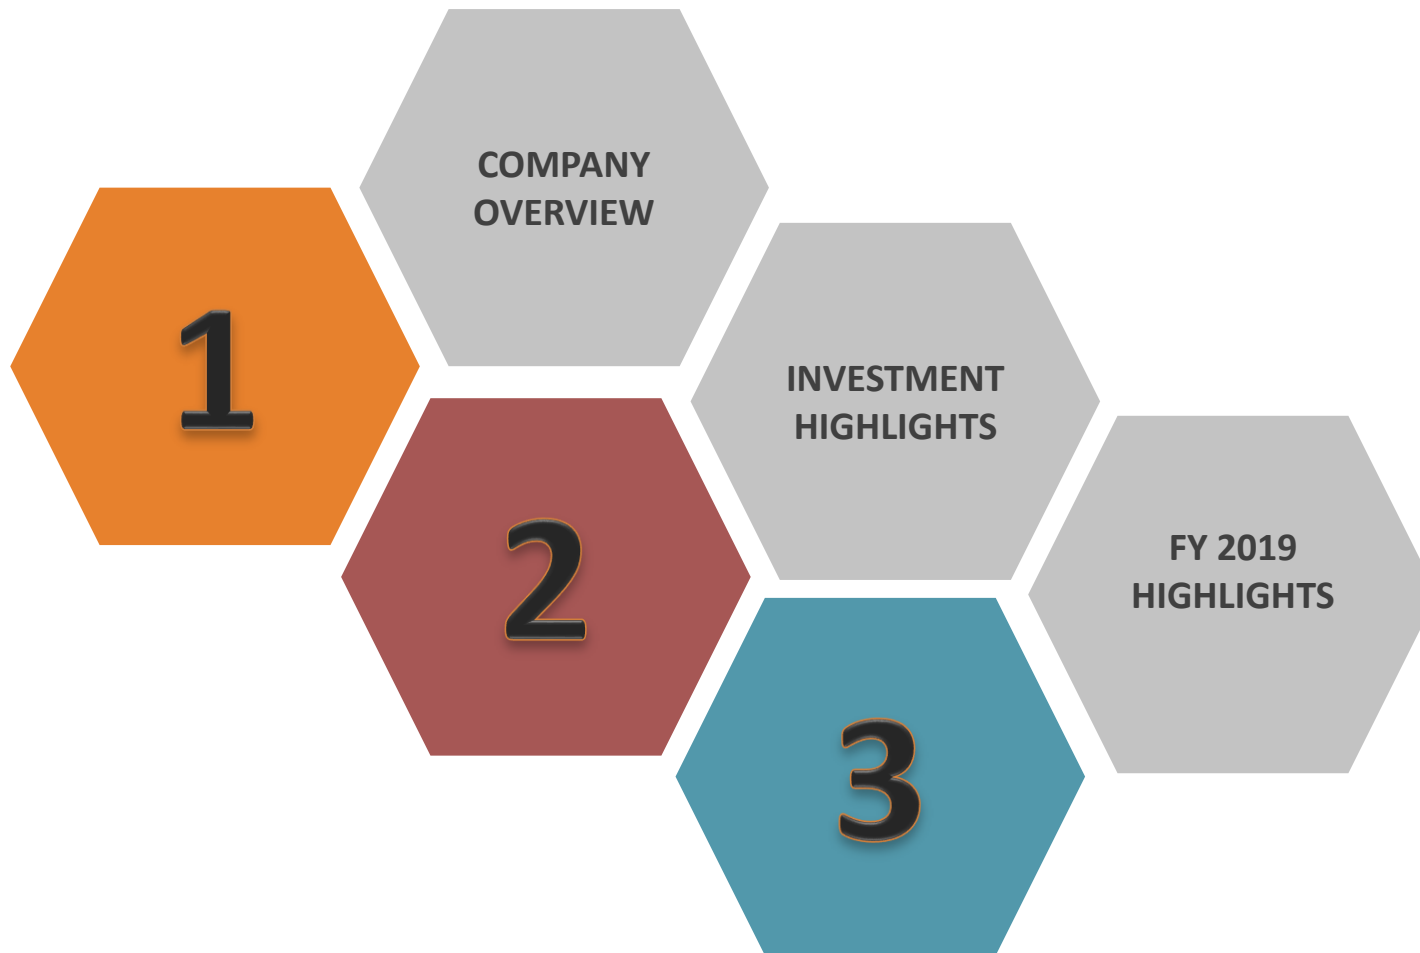 1
COMPANY
OVERVIEW
2
INVESTMENT
HIGHLIGHTS
3
FY 2019
HIGHLIGHTS